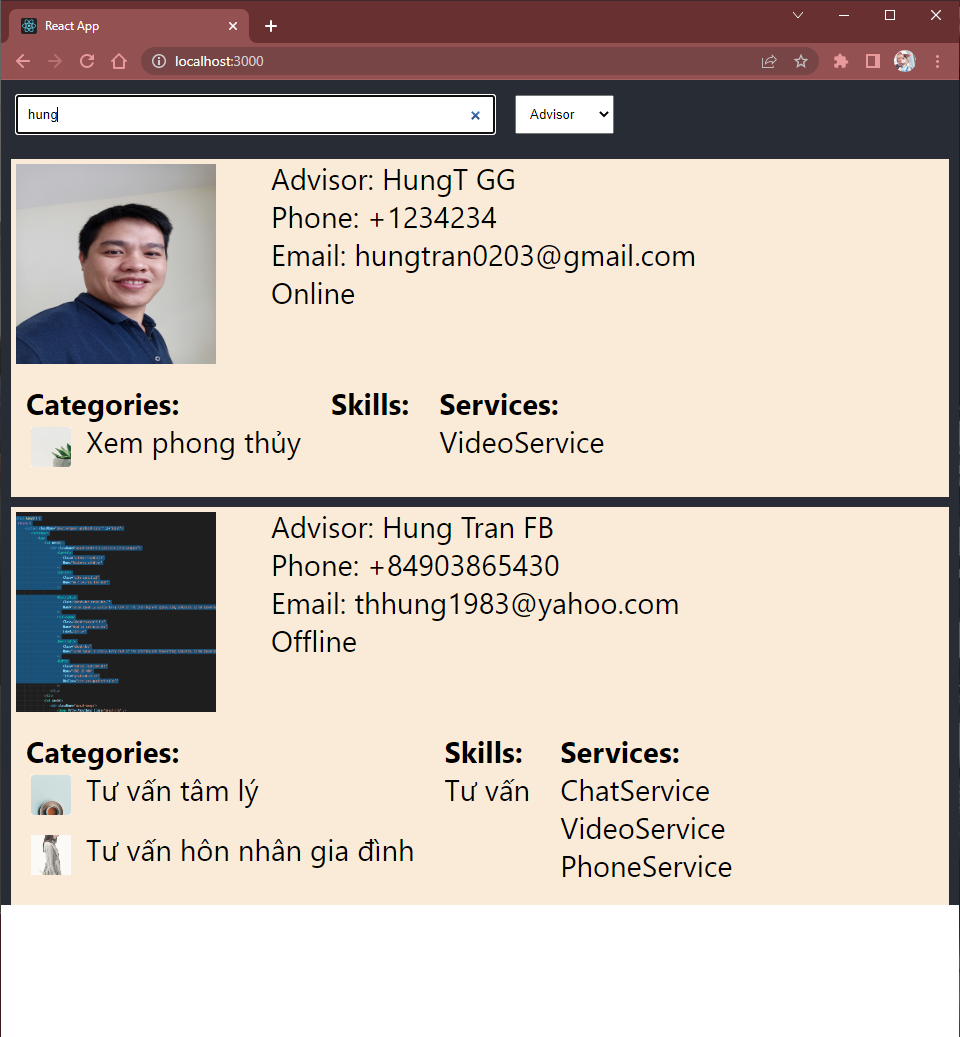 React App
localhost:3000
hung
Advisor
Advisor: HungT GG
Phone: +1234234
Email: hungtran0203@gmail.com
Online
Categories:
Skills:
Services:
Xem phong thủy
VideoService
Advisor: Hung Tran FB
Phone: +84903865430
Email: thhung1983@yahoo.com
Offline
Categories:
Skills:
Services:
Tư vấn tâm lý
Tư vấn
ChatService
VideoService
Tư vấn hôn nhân gia đình
PhoneService